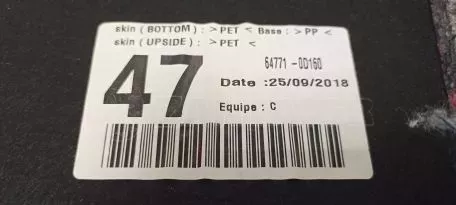 skin (BOTTOM) : >PET < Base : >PP <
skin (UPSIDE) : >PET <
47
64771 -0D160
Date :25/09/2018
Equipe : C